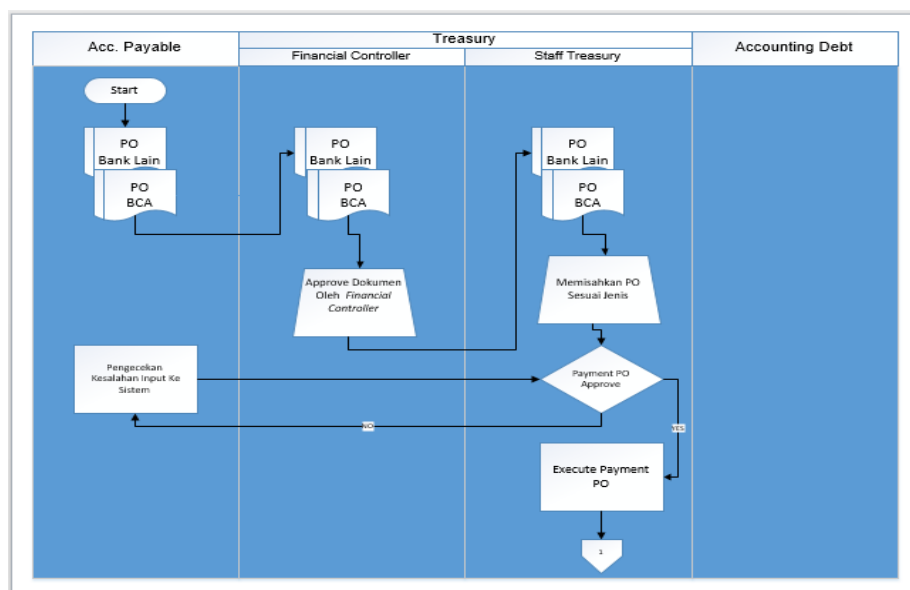 Acc. Payable
Treasury
Financial Controller
Staff Treasury
Accounting Debt
Start
PO
Bank Lain
PO
BCA
PO
Bank Lain
PO
BCA
PO
Bank Lain
PO
BCA
Approve Dokumen
Oleh Financial
Controller
Memisahkan PO
Sesuai Jenis
Pengecekan
Kesalahan Input Ke
Sistem
Payment PO
Approve
NO
YES
Execute Payment
PO
1